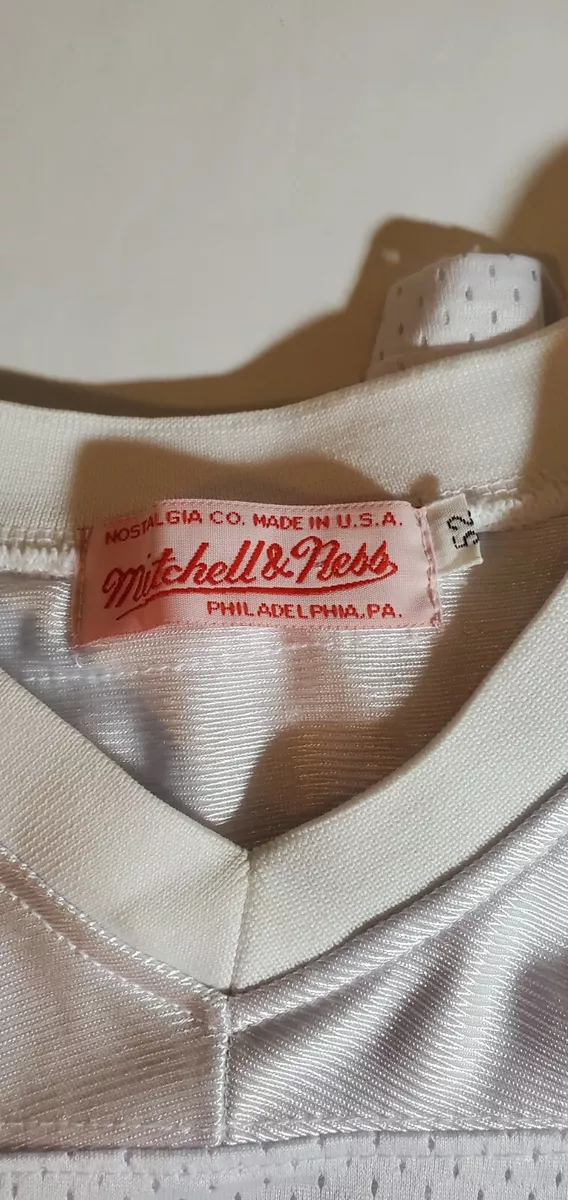 NOSTALGIA CO. MADE IN U.S.A.
Mitchell & Ness
PHILADELPHIA, PA.
52